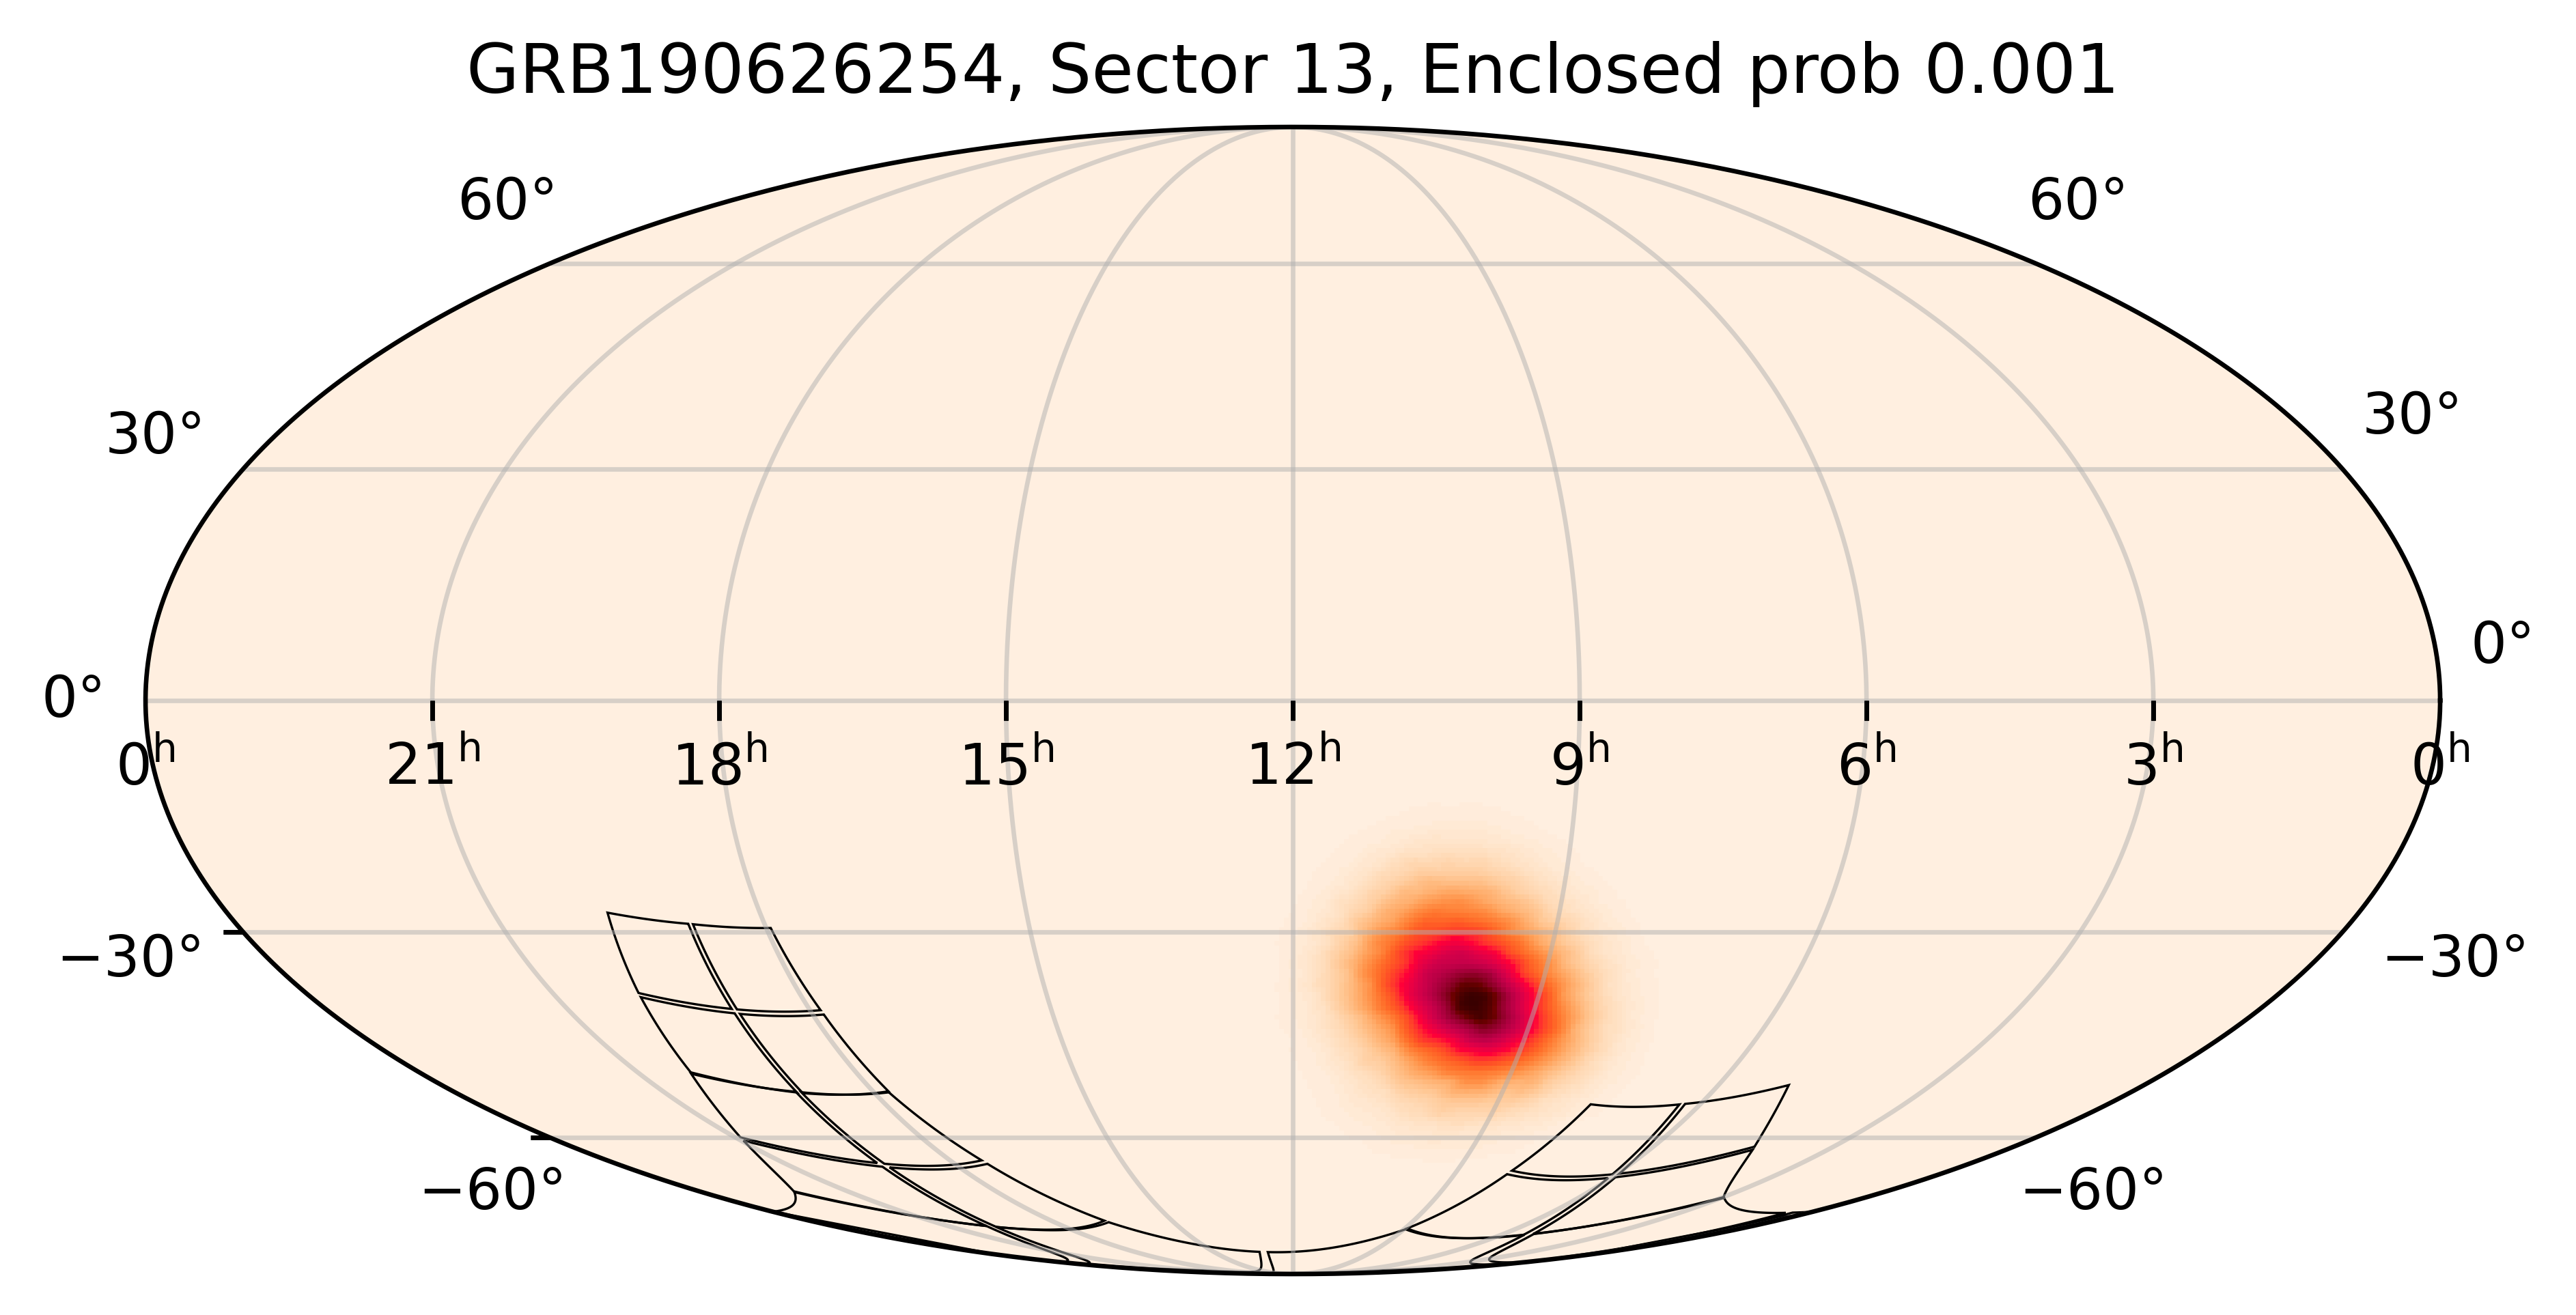 GRB190626254, Sector 13, Enclosed prob 0.001
60° 60°
30° 30°
0° 0°
0h 21h 18h 15h 12h 9h 6h 3h 0h
−30° −30°
−60° −60°